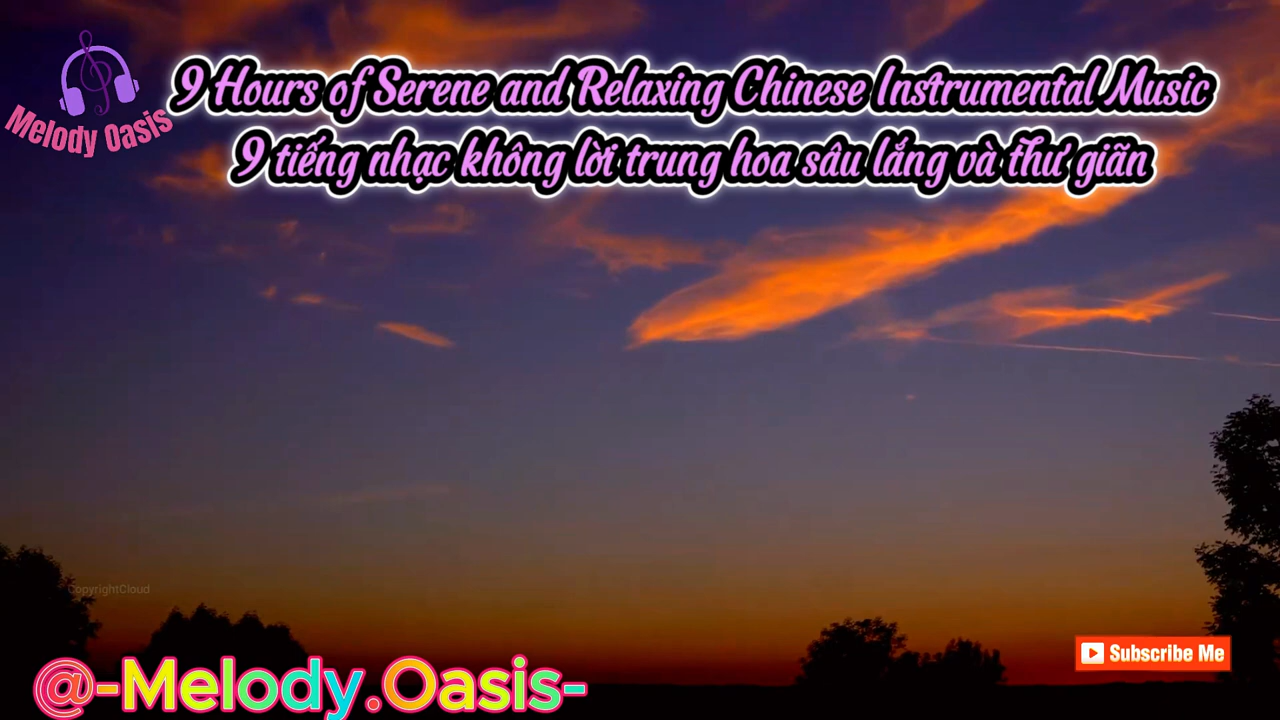 Melody Oasis
9 Hours of Serene and Relaxing Chinese Instrumental Music
9 tiếng nhạc không lời trung hoa sâu lắng và thư giãn
CopyrightCloud
Subscribe Me
@-Melody.Oasis-